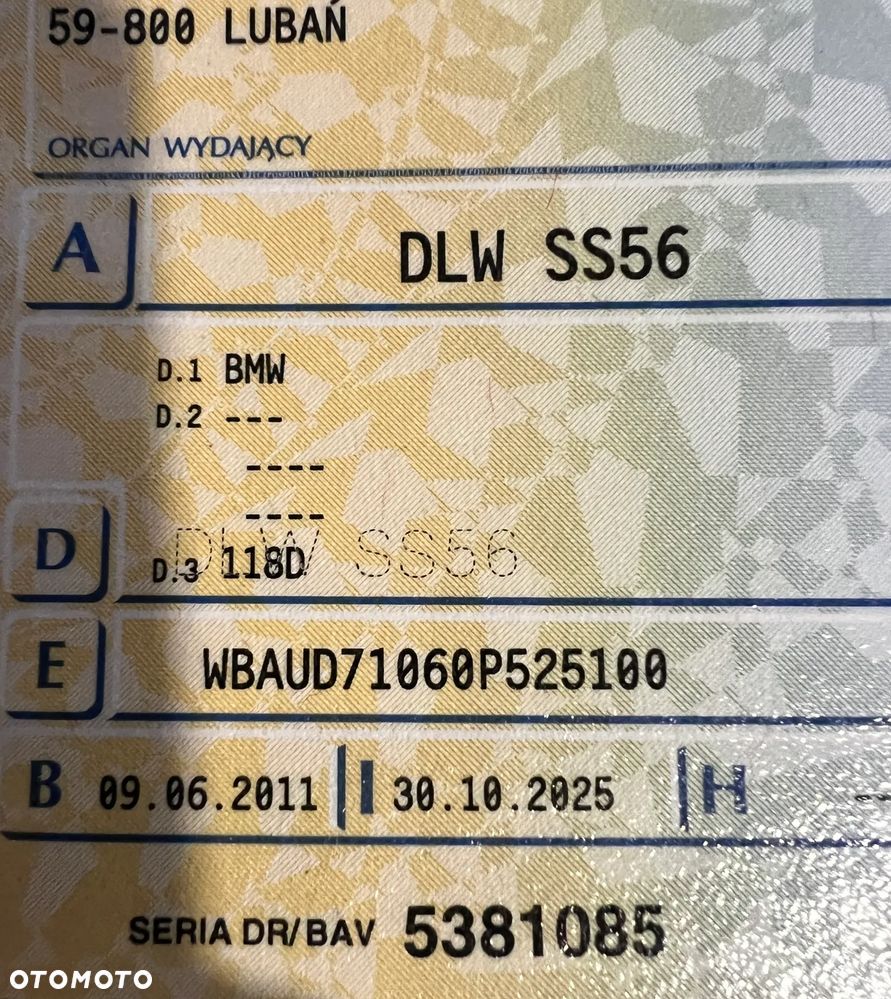 59-800 LUBAŃ
ORGAN WYDAJĄCY
A DLW SS56
D.1 BMW
D.2 ---
----
----
DLW SS56
D D.3 118D
E WBAUD71060P525100
B 09.06.2011 I 30.10.2025 H --
SERIA DR/BAV 5381085
OTOMOTO